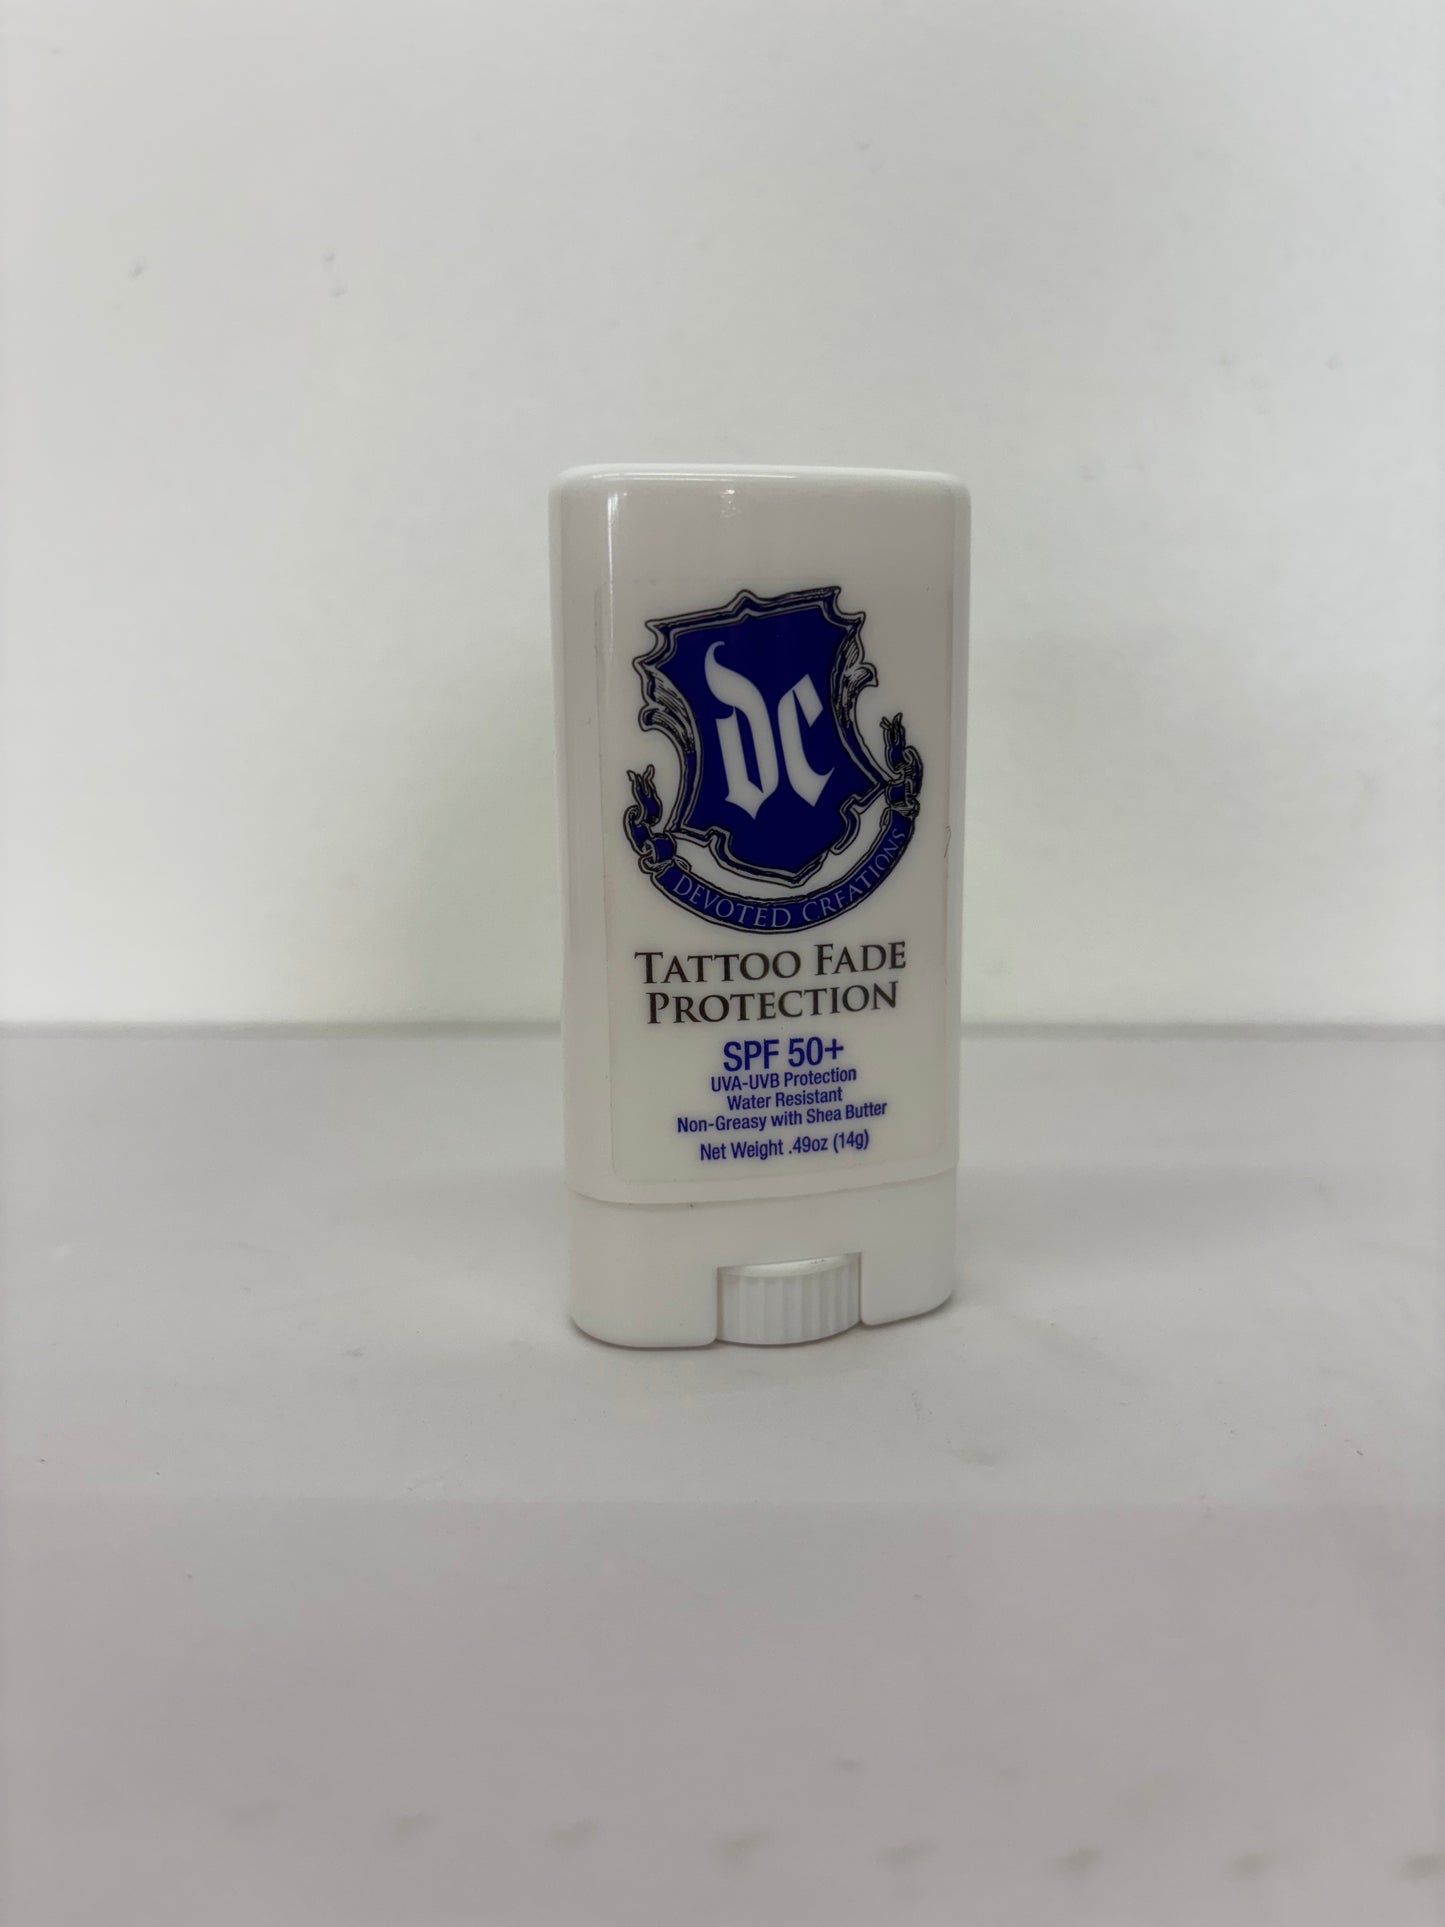 dc
DEVOTED CREATIONS
TATTOO FADE
PROTECTION
SPF 50+
UVA-UVB Protection
Water Resistant
Non-Greasy with Shea Butter
Net Weight .49oz (14g)